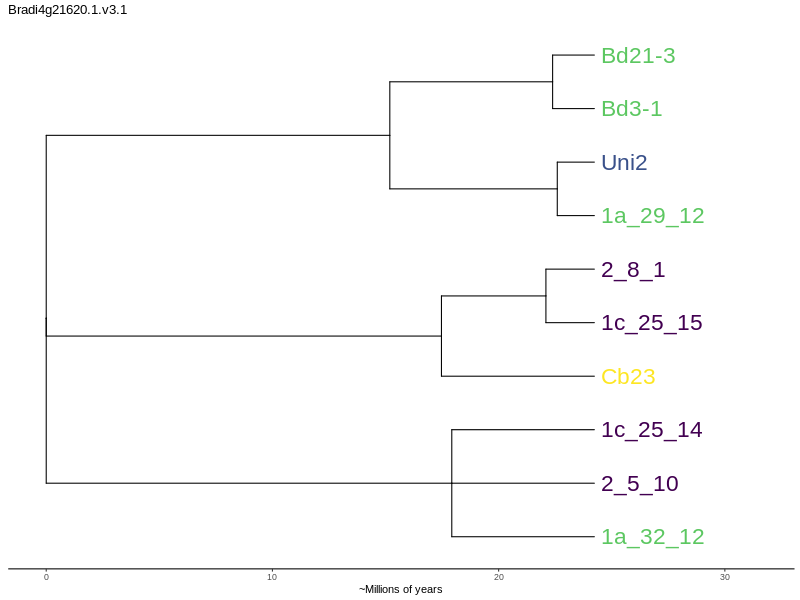 Bradi4g21620.1.v3.1
Bd21-3
Bd3-1
Uni2
1a_29_12
2_8_1
1c_25_15
Cb23
1c_25_14
2_5_10
1a_32_12
0 10 20 30
~Millions of years